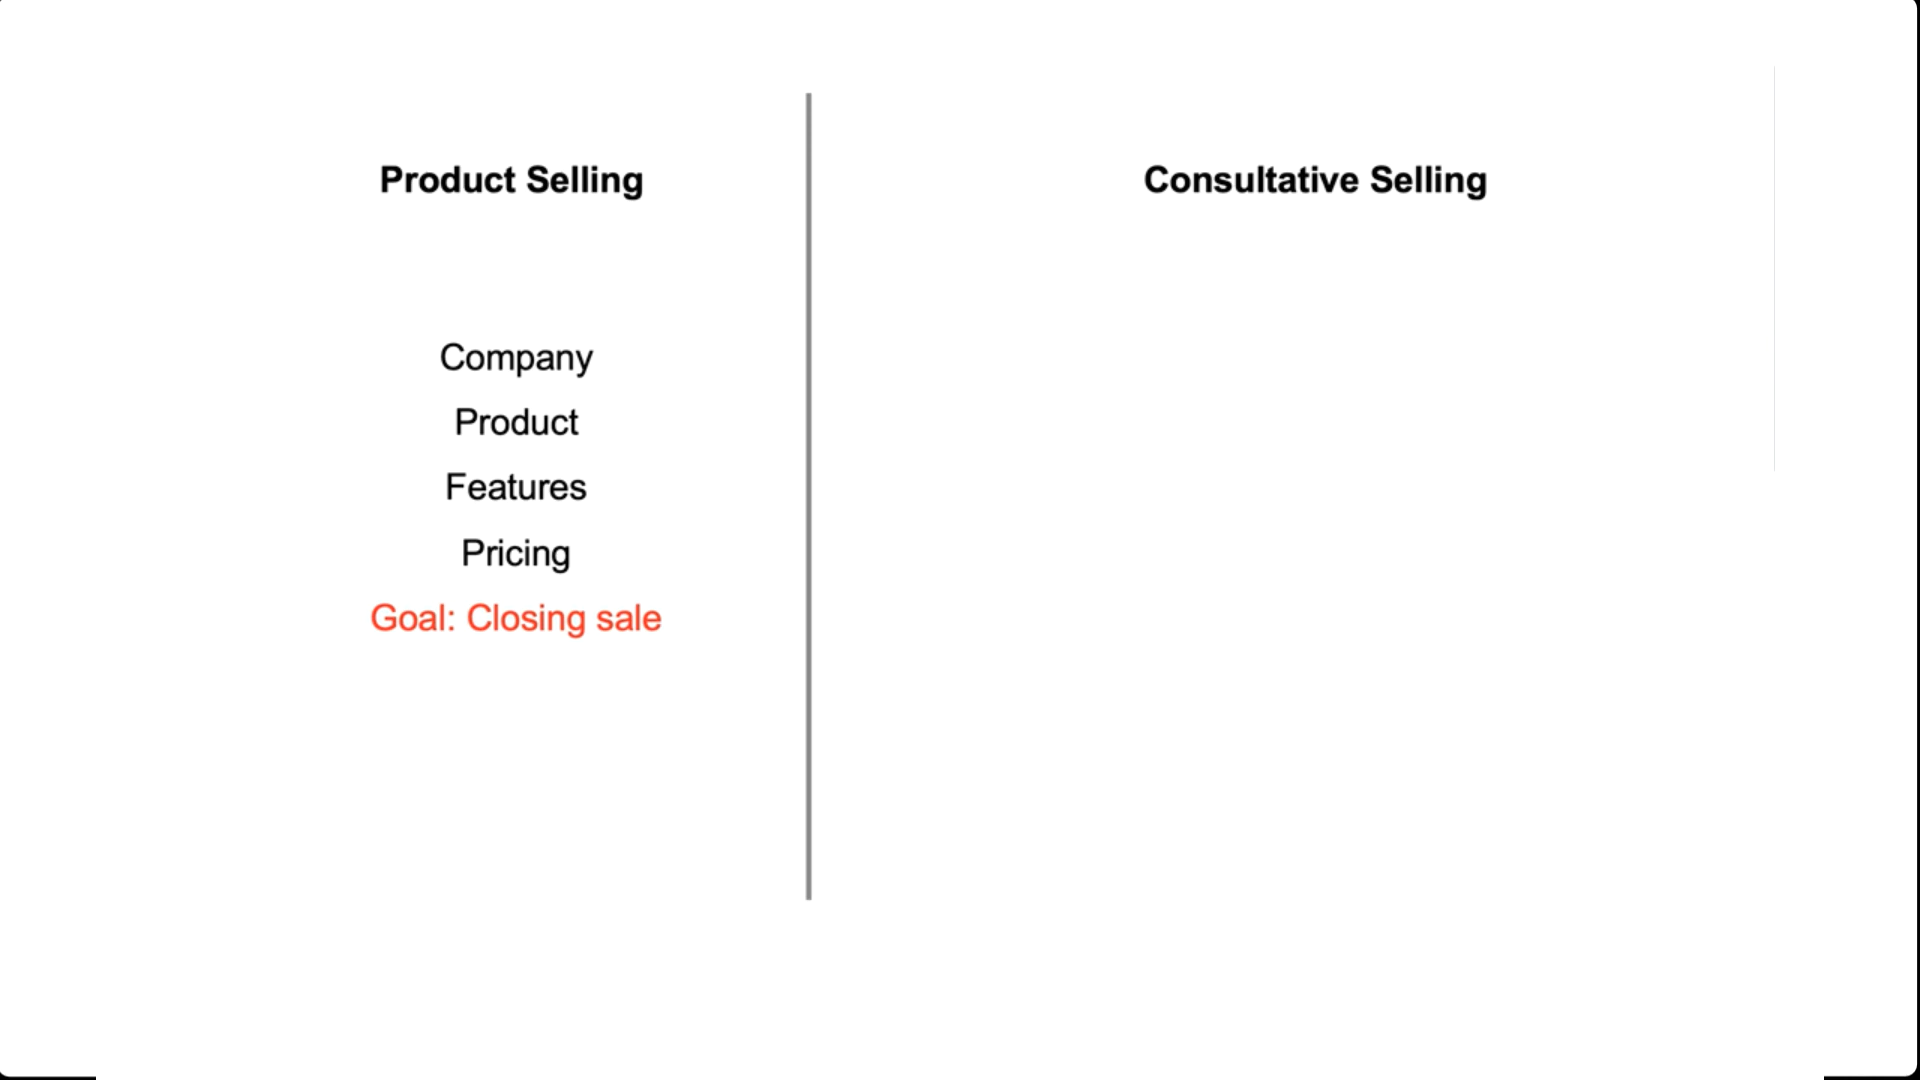 Product Selling
Company
Product
Features
Pricing
Goal: Closing sale
Consultative Selling